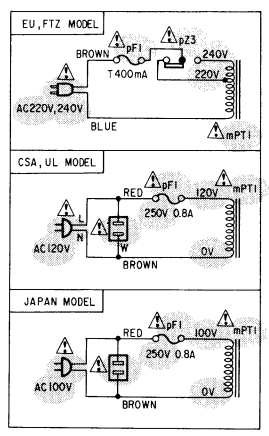 EU, FTZ MODEL
BROWN
pF1
pZ3
T400mA
240V
220V
AC220V, 240V
BLUE
mPT1
CSA, UL MODEL
RED
pF1
120V
mPT1
L
N
250V 0.8A
AC120V
W
0V
BROWN
JAPAN MODEL
RED
pF1
100V
mPT1
250V 0.8A
AC100V
0V
BROWN